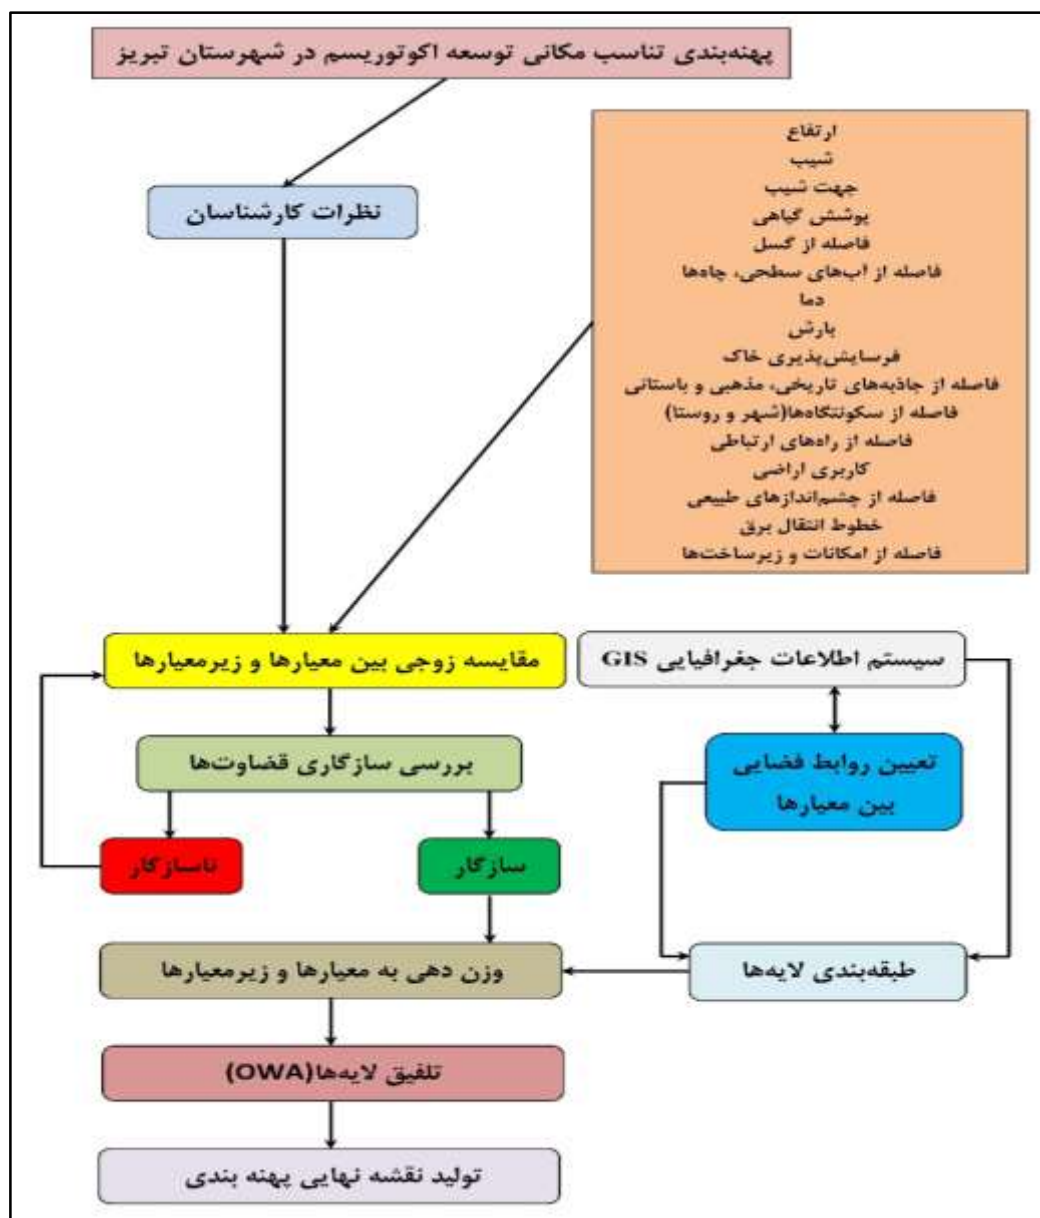 پهنه‌بندی تناسب مکانی توسعه اکوتوریسم در شهرستان تبریز
نظرات کارشناسان
ارتفاع
شیب
جهت شیب
پوشش گیاهی
فاصله از گسل
فاصله از آب‌های سطحی، چاه‌ها
دما
بارش
فرسایش‌پذیری خاک
فاصله از جاذبه‌های تاریخی، مذهبی و باستانی
فاصله از سکونتگاه‌ها(شهر و روستا)
فاصله از راه‌های ارتباطی
کاربری اراضی
فاصله از چشم‌اندازهای طبیعی
خطوط انتقال برق
فاصله از امکانات و زیرساخت‌ها
مقایسه زوجی بین معیارها و زیرمعیارها
سیستم اطلاعات جغرافیایی GIS
بررسی سازگاری قضاوت‌ها
تعیین روابط فضایی
بین معیارها
ناسازگار
سازگار
وزن دهی به معیارها و زیرمعیارها
طبقه‌بندی لایه‌ها
تلفیق لایه‌ها(OWA)
تولید نقشه نهایی پهنه بندی